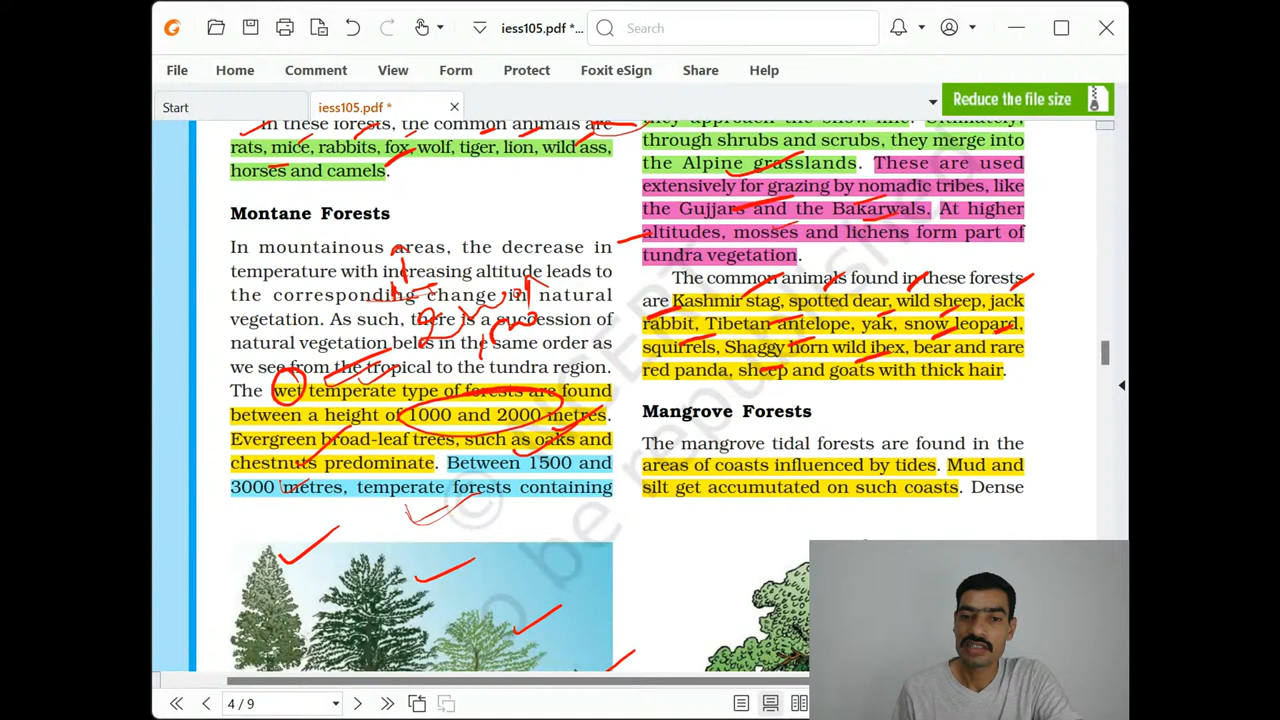 iess105.pdf *...
Search
File Home Comment View Form Protect Foxit eSign Share Help
Start
iess105.pdf *
Reduce the file size
In these forests, the common animals are
rats, mice, rabbits, fox, wolf, tiger, lion, wild ass,
horses and camels.
Montane Forests
In mountainous areas, the decrease in
temperature with increasing altitude leads to
the corresponding change in natural
vegetation. As such, there is a succession of
natural vegetation belts in the same order as
we see from the tropical to the tundra region.
The wet temperate type of forests are found
between a height of 1000 and 2000 metres.
Evergreen broad-leaf trees, such as oaks and
chestnuts predominate. Between 1500 and
3000 metres, temperate forests containing
they approach the snow line. Ultimately,
through shrubs and scrubs, they merge into
the Alpine grasslands. These are used
extensively for grazing by nomadic tribes, like
the Gujjars and the Bakarwals. At higher
altitudes, mosses and lichens form part of
tundra vegetation.
The common animals found in these forests
are Kashmir stag, spotted dear, wild sheep, jack
rabbit, Tibetan antelope, yak, snow leopard,
squirrels, Shaggy horn wild ibex, bear and rare
red panda, sheep and goats with thick hair.
Mangrove Forests
The mangrove tidal forests are found in the
areas of coasts influenced by tides. Mud and
silt get accumutated on such coasts. Dense
4 / 9